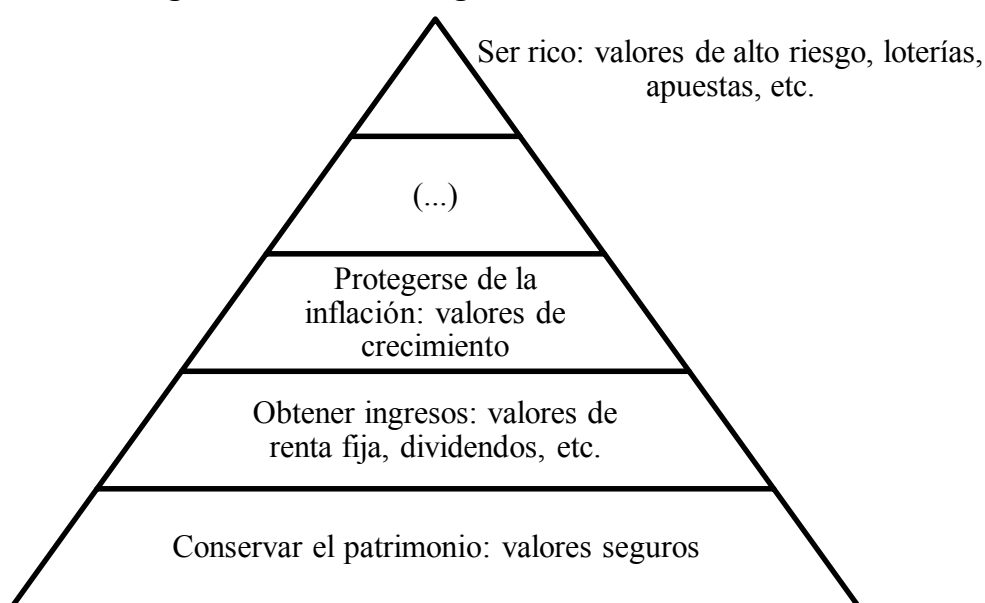 Ser rico: valores de alto riesgo, loterías,
apuestas, etc.
(...)
Protegerse de la
inflación: valores de
crecimiento
Obtener ingresos: valores de
renta fija, dividendos, etc.
Conservar el patrimonio: valores seguros